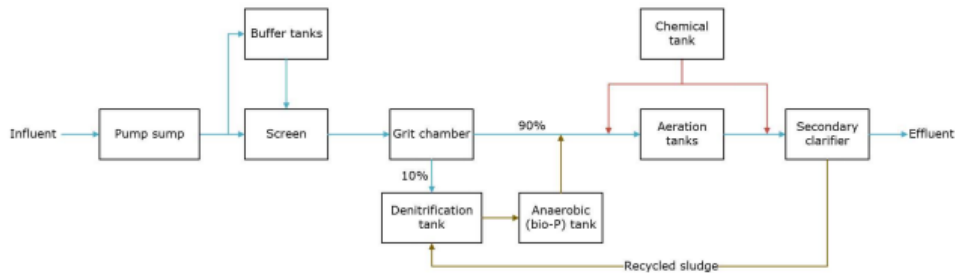 Buffer tanks
Chemical
tank
Influent
Pump sump
Screen
Grit chamber
90%
Aeration
tanks
Secondary
clarifier
Effluent
10%
Denitrification
tank
Anaerobic
(bio-P) tank
Recycled sludge